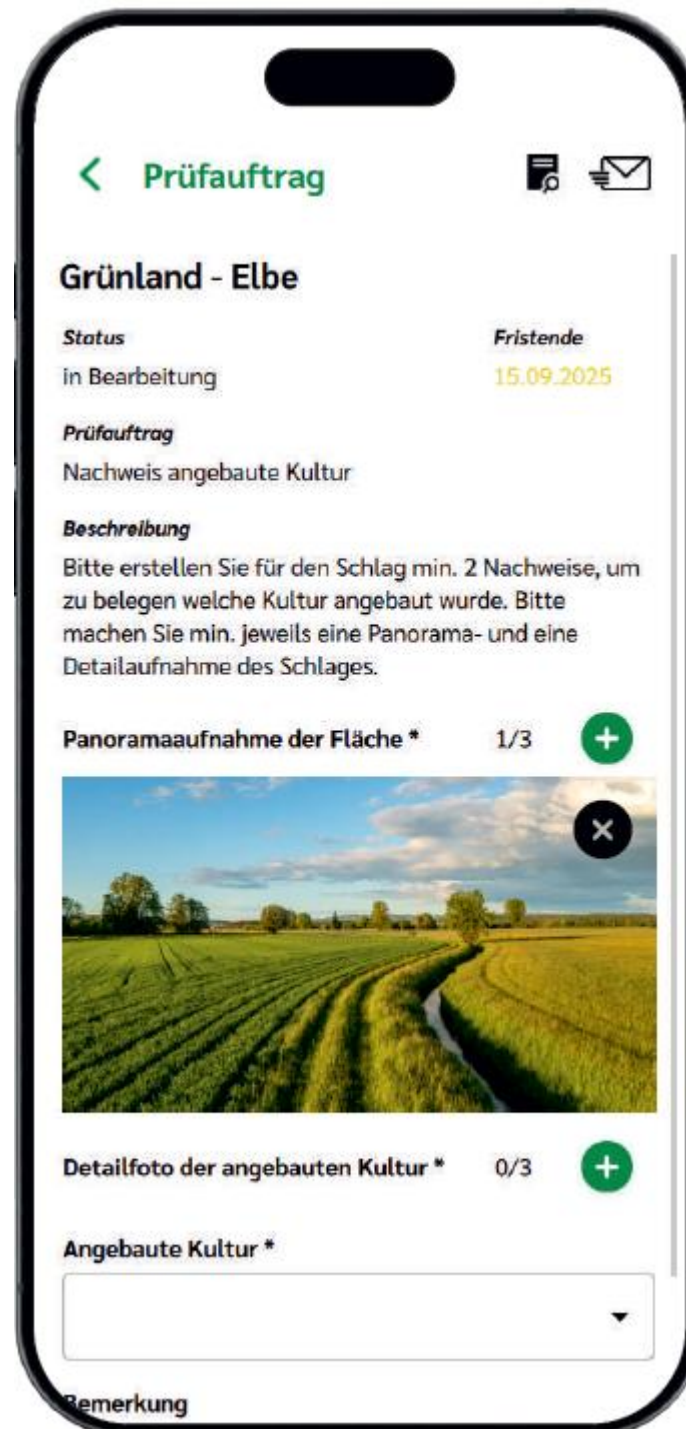 Prüfauftrag
Grünland - Elbe
Status
Fristende
in Bearbeitung
15.09.2025
Prüfauftrag
Nachweis angebaute Kultur
Beschreibung
Bitte erstellen Sie für den Schlag min. 2 Nachweise, um
zu belegen welche Kultur angebaut wurde. Bitte
machen Sie min. jeweils eine Panorama- und eine
Detailaufnahme des Schlages.
Panoramaaufnahme der Fläche * 1/3
Detailfoto der angebauten Kultur * 0/3
Angebaute Kultur *
Bemerkung